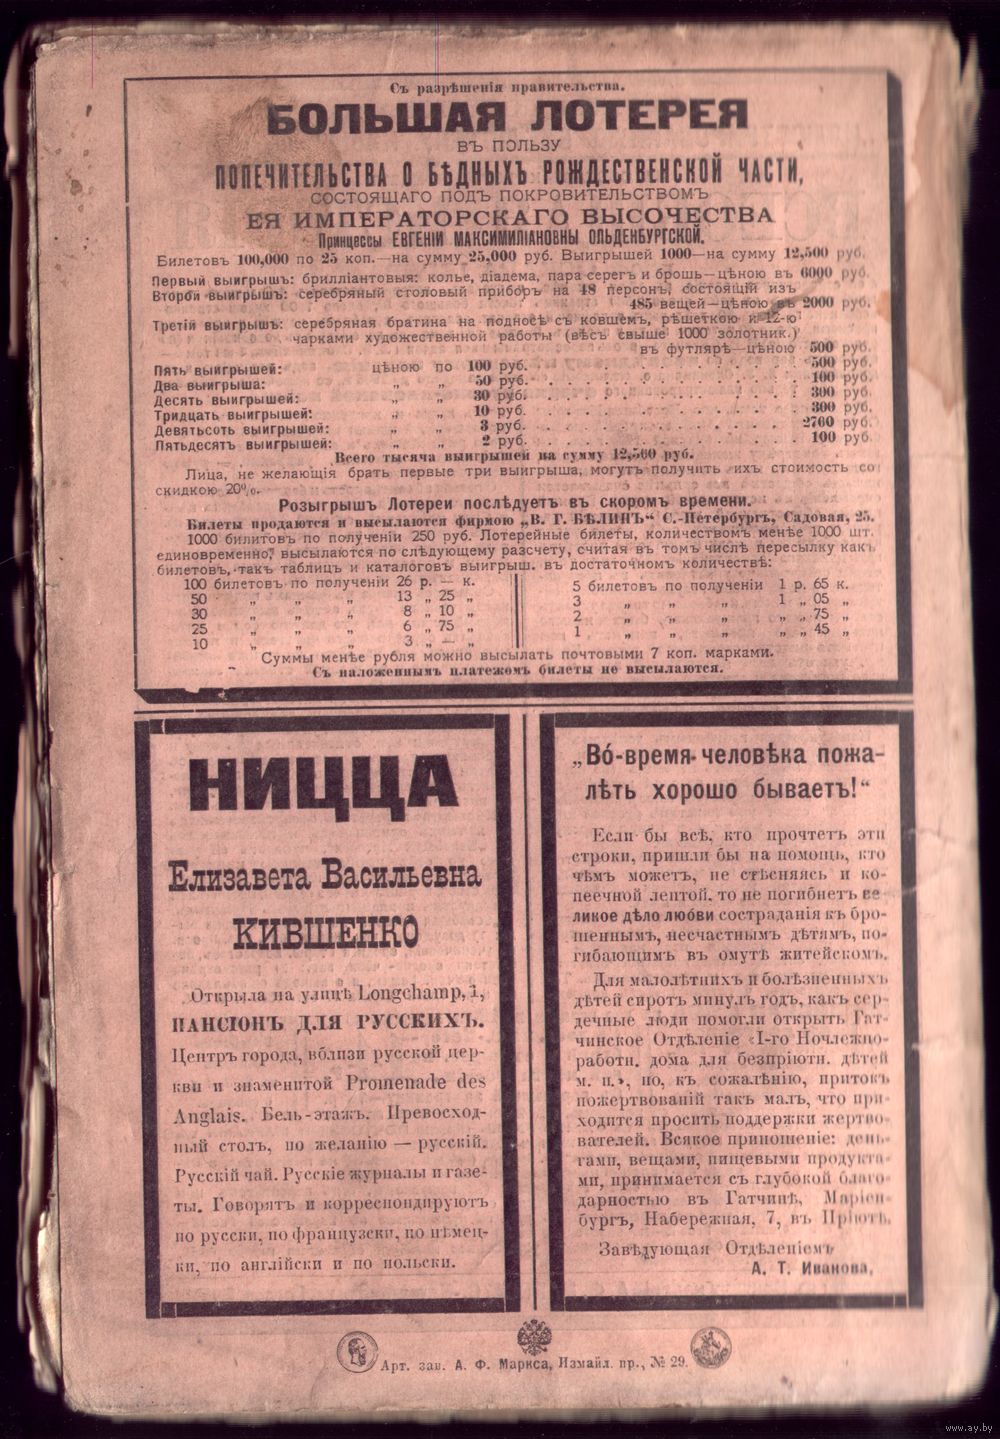 Съ разрѣшенія правительства.
БОЛЬШАЯ ЛОТЕРЕЯ
ВЪ ПОЛЬЗУ
ПОПЕЧИТЕЛЬСТВА О БѢДНЫХЪ РОЖДЕСТВЕНСКОЙ ЧАСТИ,
СОСТОЯЩАГО ПОДЪ ПОКРОВИТЕЛЬСТВОМЪ
ЕЯ ИМПЕРАТОРСКАГО ВЫСОЧЕСТВА
Принцессы ЕВГЕНІИ МАКСИМИЛІАНОВНЫ ОЛЬДЕНБУРГСКОЙ.
Билетовъ 100,000 по 25 коп.—на сумму 25,000 руб. Выигрышей 1000—на сумму 12,500 руб.
Первый выигрышъ: брилліантовыя: колье, діадема, пара серегъ и брошь—цѣною въ 6000 руб.
Второй выигрышъ: серебряный столовый приборъ на 48 персонъ, состоящій изъ
485 вещей—цѣною въ 2000 руб.
Третій выигрышъ: серебряная братина на подносѣ съ ковшемъ, рѣшеткою и 12-ю
чарками художественной работы (вѣсъ свыше 1000 золотник.)
въ футлярѣ—цѣною 500 руб.
Пять выигрышей: цѣною по 100 руб. . . . . . . . . . . 500 руб.
Два выигрыша: „ „ 50 руб. . . . . . . . . . . 100 руб.
Десять выигрышей: „ „ 30 руб. . . . . . . . . . . 300 руб.
Тридцать выигрышей: „ „ 10 руб. . . . . . . . . . . 300 руб.
Девятьсотъ выигрышей: „ „ 3 руб. . . . . . . . . . . 2700 руб.
Пятьдесятъ выигрышей: „ „ 2 руб. . . . . . . . . . . 100 руб.
Всего тысяча выигрышей на сумму 12,500 руб.
Лица, не желающія брать первые три выигрыша, могутъ получить ихъ стоимость со
скидкою 20%.
Розыгрышъ Лотереи послѣдуетъ въ скоромъ времени.
Билеты продаются и высылаются фирмою „В. Г. БѢЛИНЪ“ С.-Петербургъ, Садовая, 25.
1000 билитовъ по полученіи 250 руб. Лотерейные билеты, количествомъ менѣе 1000 шт.
единовременно, высылаются по слѣдующему разсчету, считая въ томъ числѣ пересылку какъ
билетовъ, такъ таблицъ и каталоговъ выигрыш. въ достаточномъ количествѣ:
100 билетовъ по полученіи 26 р. — к.
50 „ „ „ 13 „ 25 „
30 „ „ „ 8 „ 10 „
25 „ „ „ 6 „ 75 „
10 „ „ „ 3 „ — „
5 билетовъ по полученіи 1 р. 65 к.
3 „ „ „ 1 „ 05 „
2 „ „ „ „ „ 75 „
1 „ „ „ „ „ 45 „
Суммы менѣе рубля можно высылать почтовыми 7 коп. марками.
Съ наложеннымъ платежомъ билеты не высылаются.
НИЦЦА
Елизавета Васильевна
КИВШЕНКО
Открыла на улицѣ Longchamp, 1,
ПАНСІОНЪ ДЛЯ РУССКИХЪ.
Центръ города, вблизи русской цер-
кви и знаменитой Promenade des
Anglais. Бель-этажъ. Превосход-
ный столъ, по желанію — русскій.
Русскій чай. Русскіе журналы и газе-
ты. Говорятъ и корреспондируютъ
по русски, по французски, по нѣмец-
ки, по англійски и по польски.
„Во́-время человѣка пожа-
лѣть хорошо бываетъ!“
Если бы всѣ, кто прочтетъ эти
строки, пришли бы на помощь, кто
чѣмъ можетъ, не стѣсняясь и ко-
пеечной лептой, то не погибнетъ ве-
ликое дѣло любви состраданія къ бро-
шеннымъ, несчастнымъ дѣтямъ, по-
гибающимъ въ омутѣ житейскомъ.
Для малолѣтнихъ и болѣзненныхъ
дѣтей сиротъ минулъ годъ, какъ сер-
дечные люди помогли открыть Гат-
чинское Отдѣленіе «І-го Ночлежно-
работн. дома для безпріютн. дѣтей
м. п.», но, къ сожалѣнію, притокъ
пожертвованій такъ малъ, что при-
ходится просить поддержки жертво-
вателей. Всякое приношеніе: день-
гами, вещами, пищевыми продукта-
ми, принимается съ глубокой благо-
дарностью въ Гатчинѣ, Маріен-
бургъ, Набережная, 7, въ Пріютъ.
Завѣдующая Отдѣленіемъ
А. Т. Иванова.
Арт. зав. А. Ф. Маркса, Измайл. пр., № 29.
www.ay.by